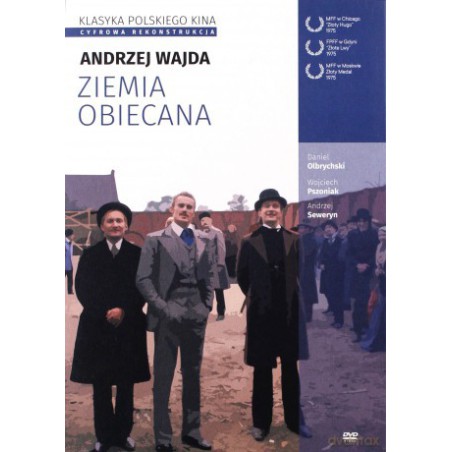 KLASYKA POLSKIEGO KINA
CYFROWA REKONSTRUKCJA
ANDRZEJ WAJDA
ZIEMIA
OBIECANA
MFF w Chicago
"Złoty Hugo"
1975
FPFF w Gdyni
"Złote Lwy"
1975
MFF w Moskwie
Złoty Medal
1975
Daniel
Olbrychski
Wojciech
Pszoniak
Andrzej
Seweryn
DVD